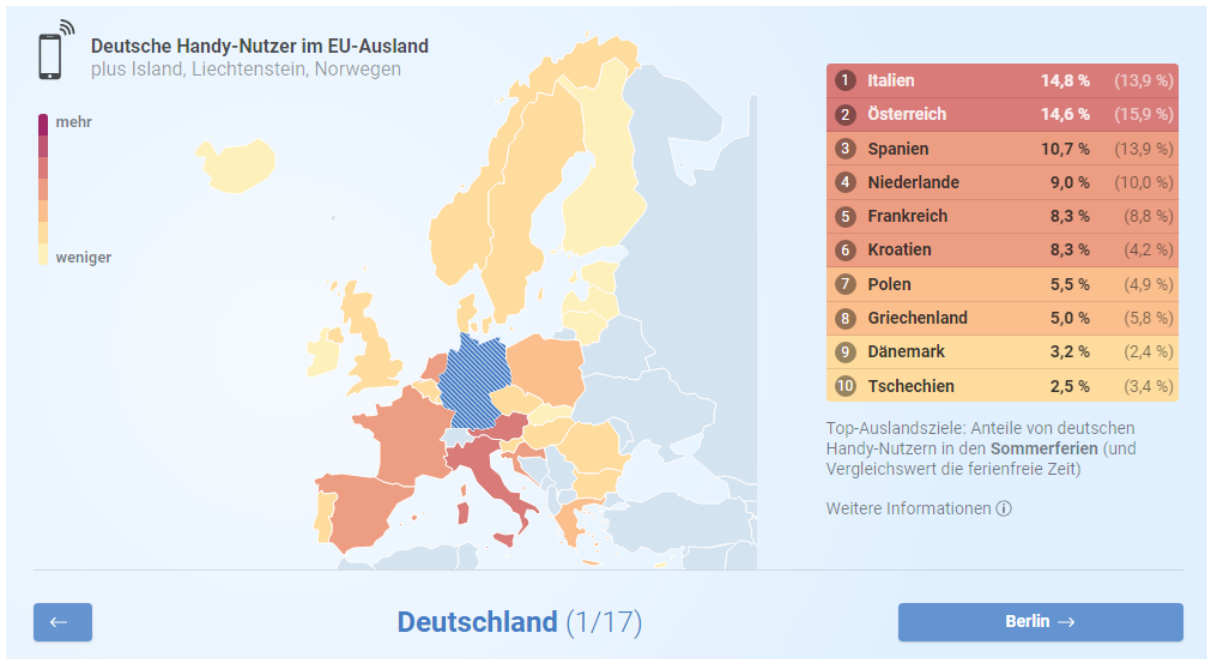 Deutsche Handy-Nutzer im EU-Ausland
plus Island, Liechtenstein, Norwegen
mehr
weniger
1 Italien 14,8 % (13,9 %)
2 Österreich 14,6 % (15,9 %)
3 Spanien 10,7 % (13,9 %)
4 Niederlande 9,0 % (10,0 %)
5 Frankreich 8,3 % (8,8 %)
6 Kroatien 8,3 % (4,2 %)
7 Polen 5,5 % (4,9 %)
8 Griechenland 5,0 % (5,8 %)
9 Dänemark 3,2 % (2,4 %)
10 Tschechien 2,5 % (3,4 %)
Top-Auslandsziele: Anteile von deutschen
Handy-Nutzern in den Sommerferien (und
Vergleichswert die ferienfreie Zeit)
Weitere Informationen ⓘ
←
Deutschland (1/17)
Berlin →